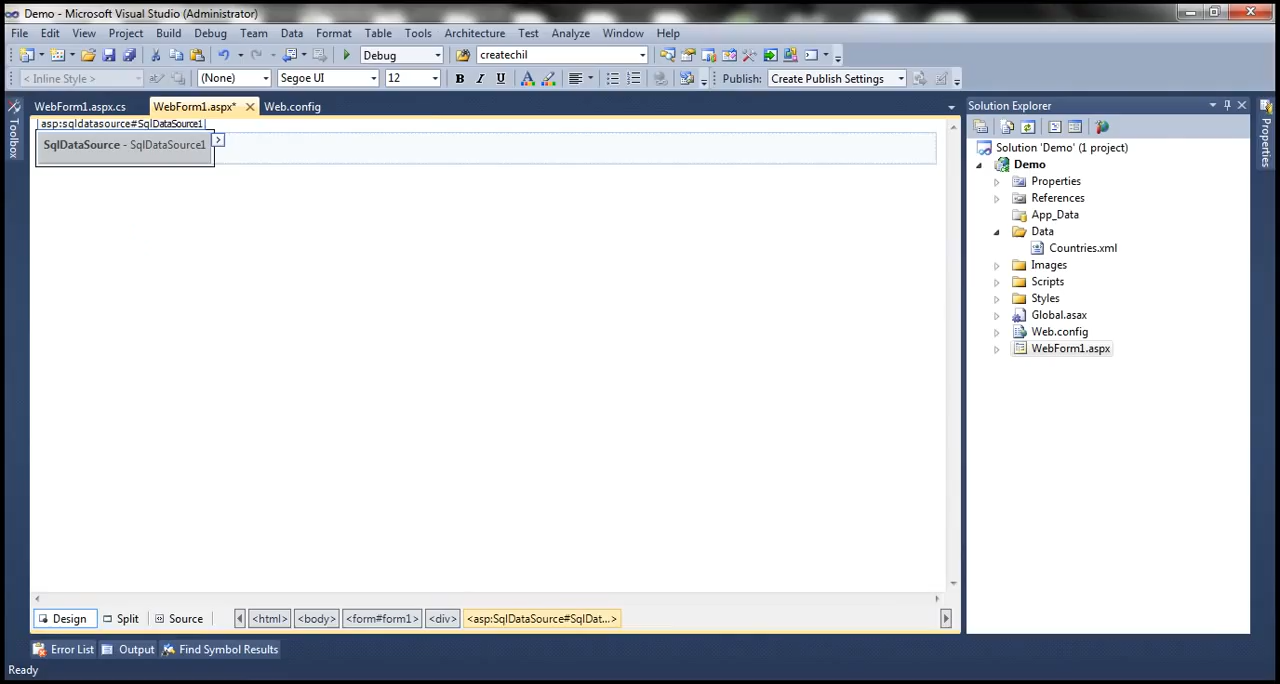 Demo - Microsoft Visual Studio (Administrator)
File Edit View Project Build Debug Team Data Format Table Tools Architecture Test Analyze Window Help
Debug createchil
< Inline Style > (None) Segoe UI 12 B I U A Publish: Create Publish Settings
Toolbox
WebForm1.aspx.cs WebForm1.aspx* Web.config
asp:sqldatasource#SqlDataSource1
SqlDataSource - SqlDataSource1
Solution Explorer
Solution 'Demo' (1 project)
Demo
Properties
References
App_Data
Data
Countries.xml
Images
Scripts
Styles
Global.asax
Web.config
WebForm1.aspx
Properties
Design Split Source <html> <body> <form#form1> <div> <asp:SqlDataSource#SqlDat...>
Error List Output Find Symbol Results
Ready